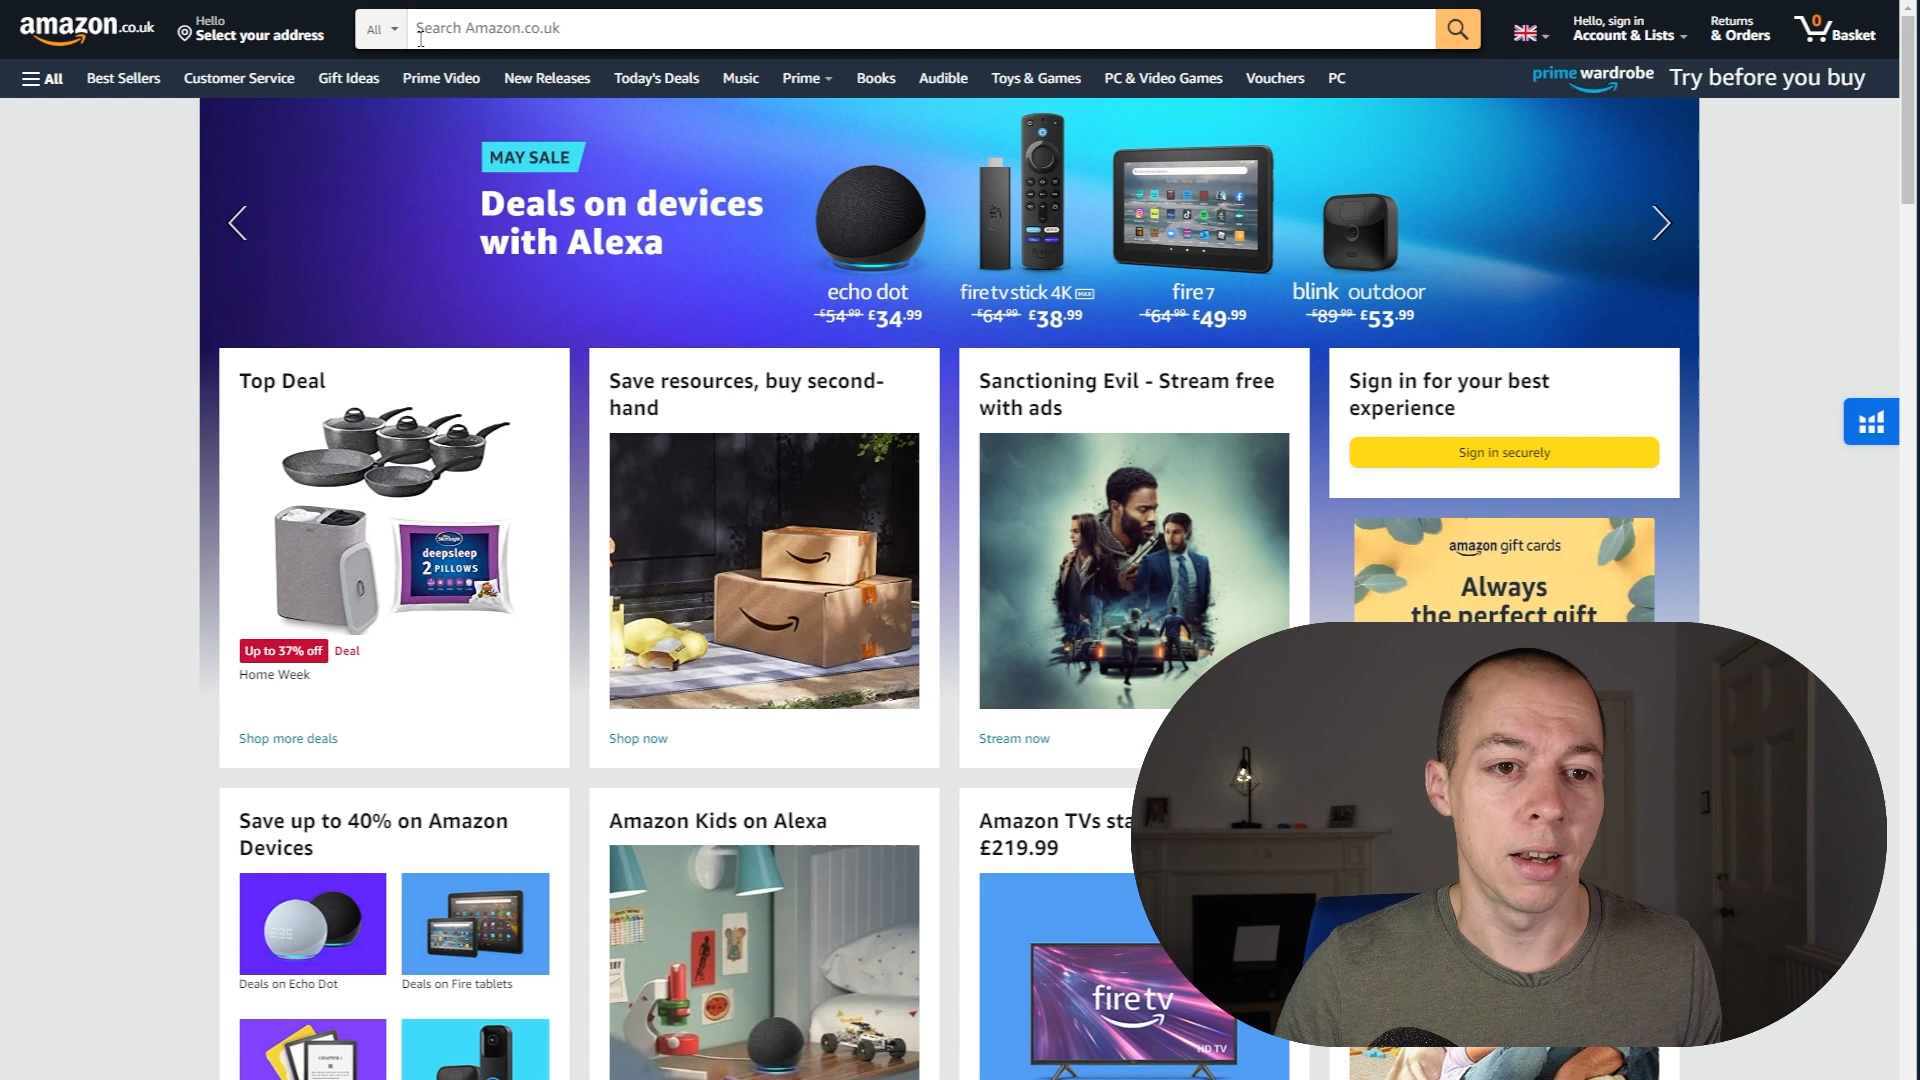 amazon.co.uk
Hello
Select your address
All
Search Amazon.co.uk
Hello, sign in
Account & Lists
Returns
& Orders
0
Basket
All
Best Sellers
Customer Service
Gift Ideas
Prime Video
New Releases
Today's Deals
Music
Prime
Books
Audible
Toys & Games
PC & Video Games
Vouchers
PC
prime wardrobe Try before you buy
MAY SALE
Deals on devices
with Alexa
echo dot
£54.99 £34.99
fire tv stick 4K MAX
£64.99 £38.99
fire 7
£64.99 £49.99
blink outdoor
£89.99 £53.99
Top Deal
deepsleep
2 PILLOWS
Up to 37% off Deal
Home Week
Shop more deals
Save resources, buy second-
hand
Shop now
Sanctioning Evil - Stream free
with ads
Stream now
Sign in for your best
experience
Sign in securely
amazon gift cards
Always
the perfect gift
Save up to 40% on Amazon
Devices
Deals on Echo Dot
Deals on Fire tablets
Amazon Kids on Alexa
Amazon TVs sta
£219.99
fire tv
HD TV